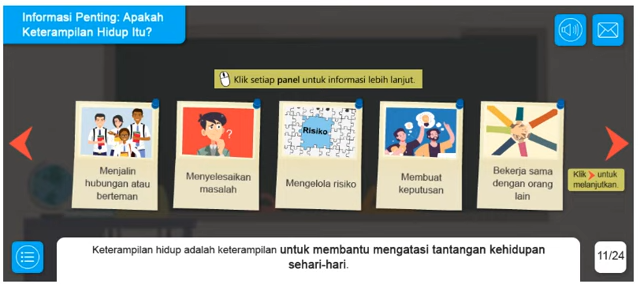 Informasi Penting: Apakah
Keterampilan Hidup Itu?
Klik setiap panel untuk informasi lebih lanjut.
?
Risiko
Menjalin
hubungan atau
berteman
Menyelesaikan
masalah
Mengelola risiko
Membuat
keputusan
Bekerja sama
dengan orang
lain
Klik > untuk
melanjutkan.
Keterampilan hidup adalah keterampilan untuk membantu mengatasi tantangan kehidupan
sehari-hari.
11/24